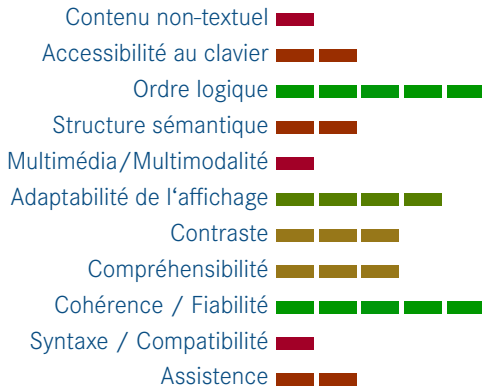 Contenu non-textuel
Accessibilité au clavier
Ordre logique
Structure sémantique
Multimédia/Multimodalité
Adaptabilité de l‘affichage
Contraste
Compréhensibilité
Cohérence / Fiabilité
Syntaxe / Compatibilité
Assistence